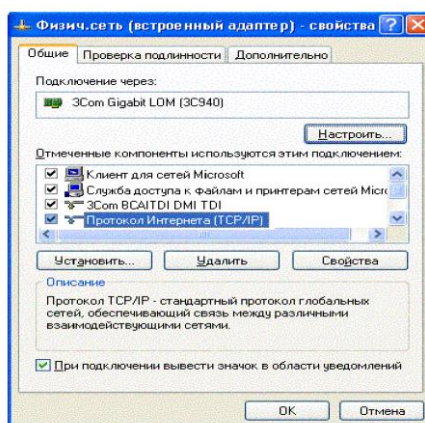 Физич.сеть (встроенный адаптер) - свойства
Общие Проверка подлинности Дополнительно
Подключение через:
3Com Gigabit LOM (3C940)
Настроить...
Отмеченные компоненты используются этим подключением:
Клиент для сетей Microsoft
Служба доступа к файлам и принтерам сетей Micro
3Com BCAITDI DMI TDI
Протокол Интернета (TCP/IP)
Установить... Удалить Свойства
Описание
Протокол TCP/IP - стандартный протокол глобальных
сетей, обеспечивающий связь между различными
взаимодействующими сетями.
При подключении вывести значок в области уведомлений
OK Отмена